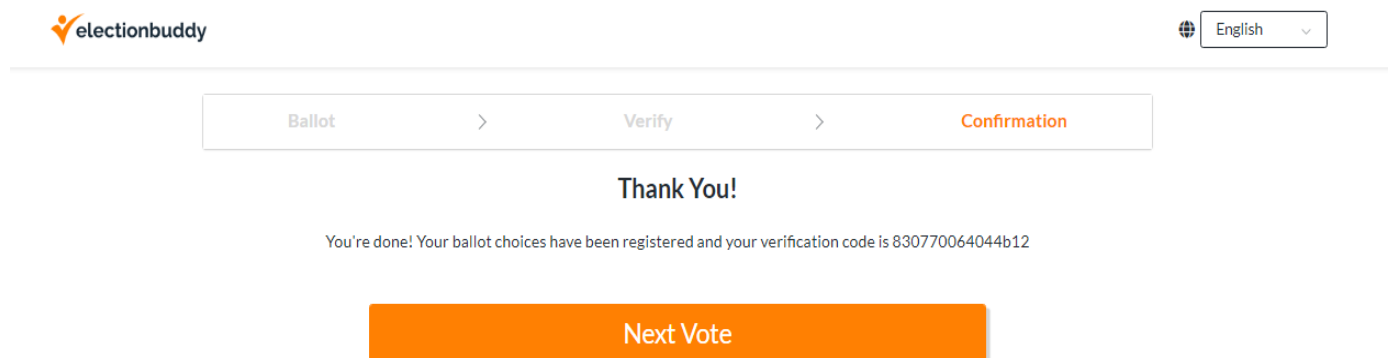 electionbuddy
English
Ballot
Verify
Confirmation
Thank You!
You're done! Your ballot choices have been registered and your verification code is 830770064044b12
Next Vote